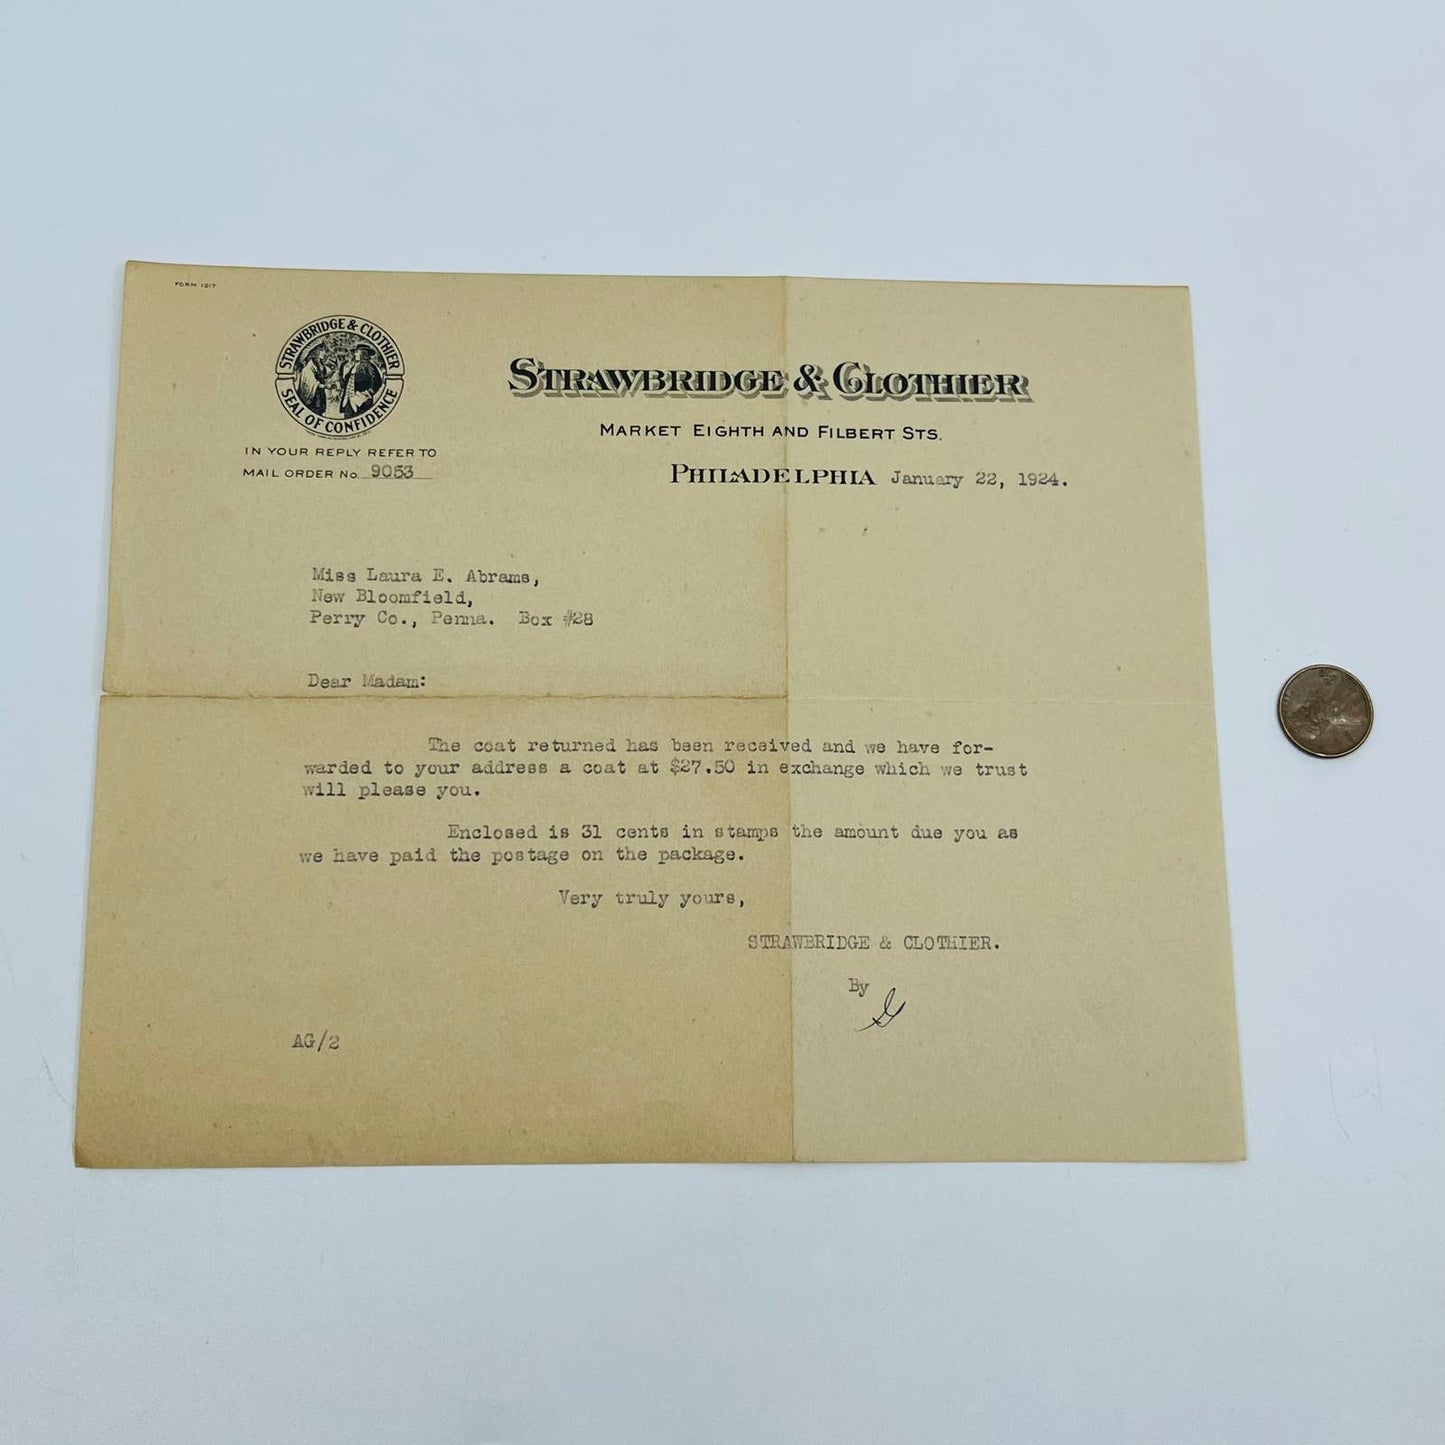 FORM 1217
STRAWBRIDGE & CLOTHIER
SEAL OF CONFIDENCE
IN YOUR REPLY REFER TO
MAIL ORDER No. 9053
STRAWBRIDGE & CLOTHIER
MARKET EIGHTH AND FILBERT STS.
PHILADELPHIA January 22, 1924.
Miss Laura E. Abrams,
New Bloomfield,
Perry Co., Penna. Box #28
Dear Madam:
The coat returned has been received and we have for-
warded to your address a coat at $27.50 in exchange which we trust
will please you.
Enclosed is 31 cents in stamps the amount due you as
we have paid the postage on the package.
Very truly yours,
STRAWBRIDGE & CLOTHIER.
By
AG/2